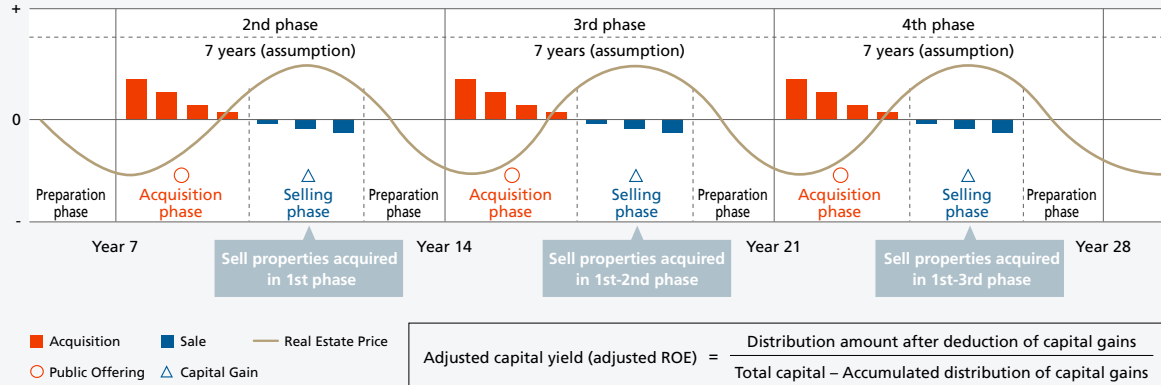 +
2nd phase
3rd phase
4th phase
7 years (assumption)
7 years (assumption)
7 years (assumption)
0
Preparation
phase
Acquisition
phase
Selling
phase
Preparation
phase
Acquisition
phase
Selling
phase
Preparation
phase
Acquisition
phase
Selling
phase
Preparation
phase
-
Year 7
Year 14
Year 21
Year 28
Sell properties acquired
in 1st phase
Sell properties acquired
in 1st-2nd phase
Sell properties acquired
in 1st-3rd phase
Acquisition
Sale
Real Estate Price
Public Offering
Capital Gain
Adjusted capital yield (adjusted ROE) =
Distribution amount after deduction of capital gains
Total capital – Accumulated distribution of capital gains